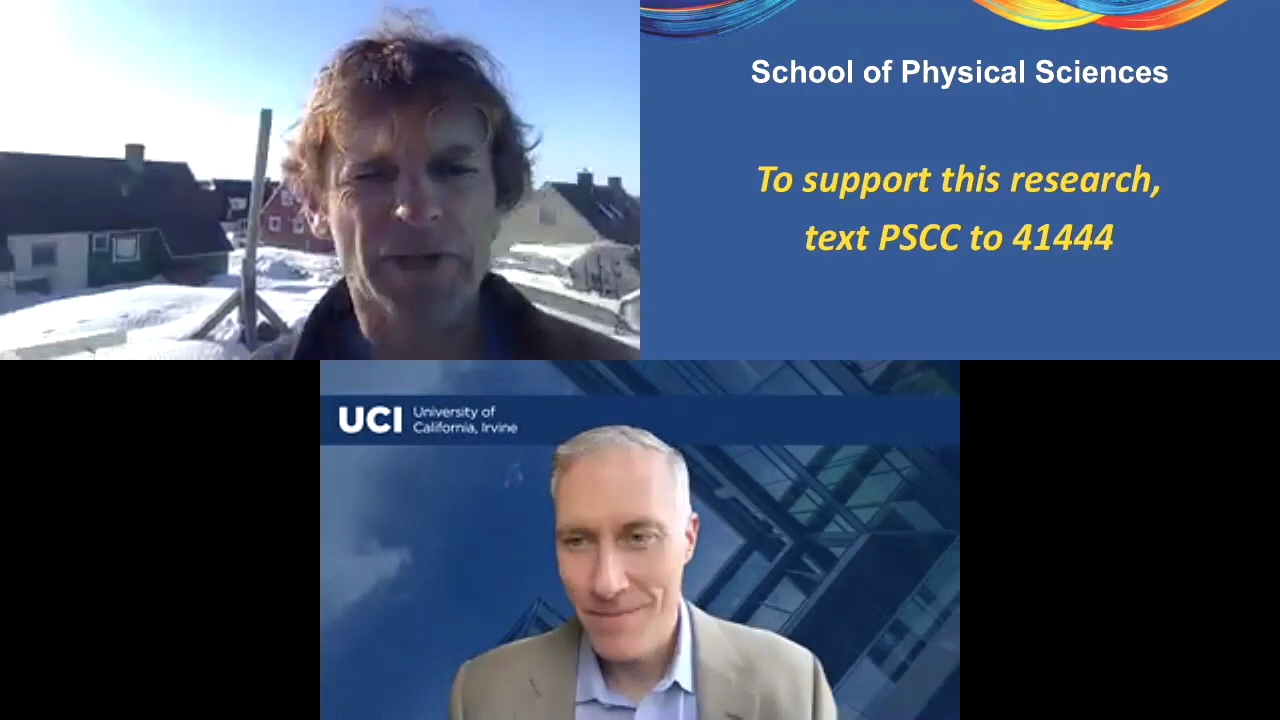 School of Physical Sciences
To support this research,
text PSCC to 41444
UCI University of
California, Irvine